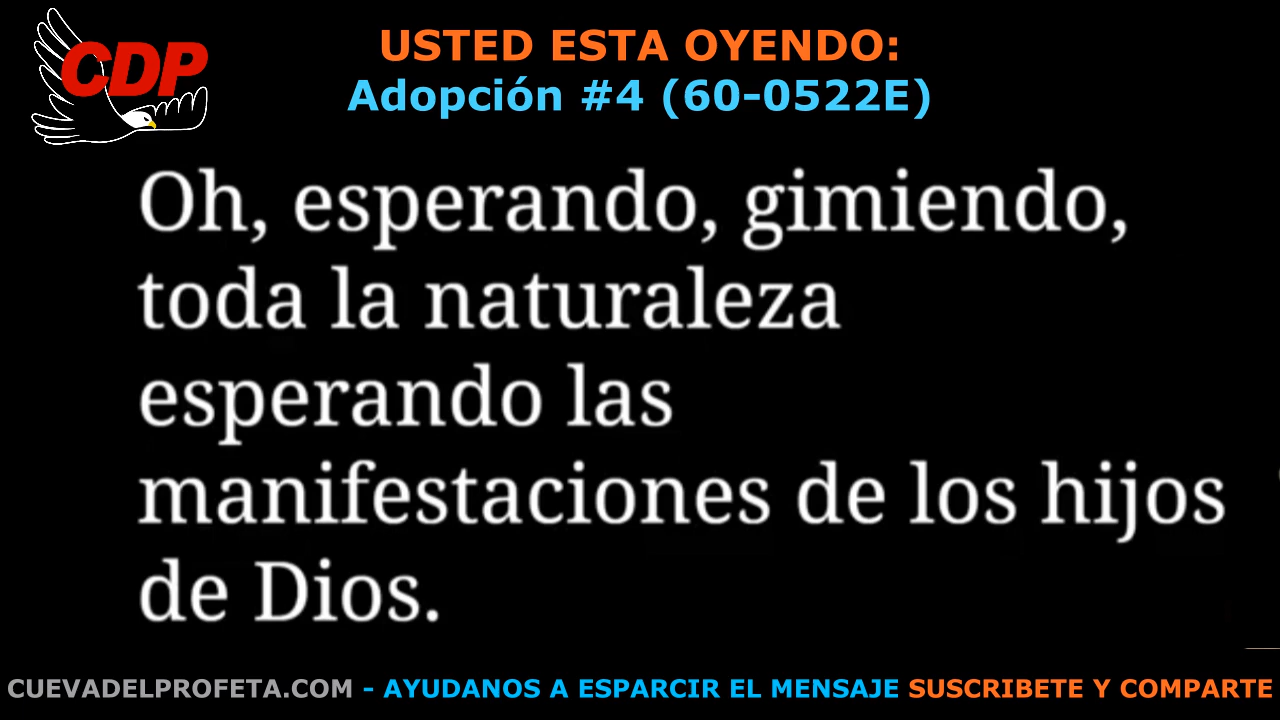 CDP
USTED ESTA OYENDO:
Adopción #4 (60-0522E)
Oh, esperando, gimiendo,
toda la naturaleza
esperando las
manifestaciones de los hijos
de Dios.
CUEVADELPROFETA.COM - AYUDANOS A ESPARCIR EL MENSAJE SUSCRIBETE Y COMPARTE